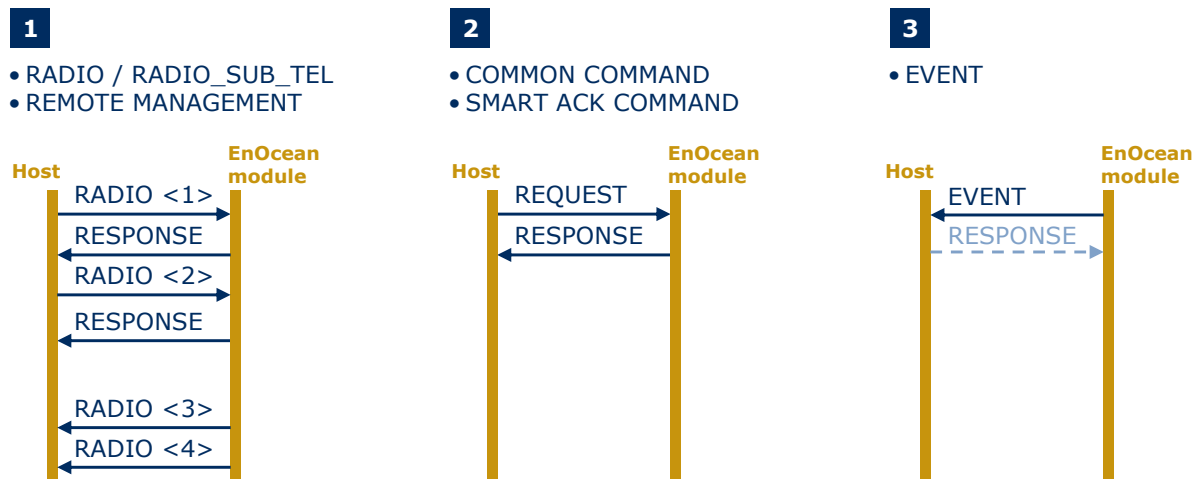 1
• RADIO / RADIO_SUB_TEL
• REMOTE MANAGEMENT
Host
EnOcean
module
RADIO <1>
RESPONSE
RADIO <2>
RESPONSE
RADIO <3>
RADIO <4>
2
• COMMON COMMAND
• SMART ACK COMMAND
Host
EnOcean
module
REQUEST
RESPONSE
3
• EVENT
Host
EnOcean
module
EVENT
RESPONSE